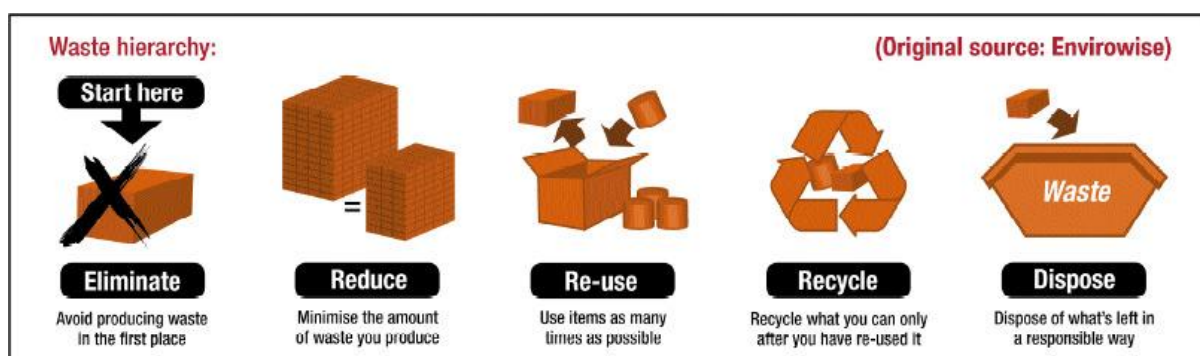 Waste hierarchy:
(Original source: Envirowise)
Start here
=
Waste
Eliminate
Reduce
Re-use
Recycle
Dispose
Avoid producing waste
in the first place
Minimise the amount
of waste you produce
Use items as many
times as possible
Recycle what you can only
after you have re-used it
Dispose of what's left in
a responsible way